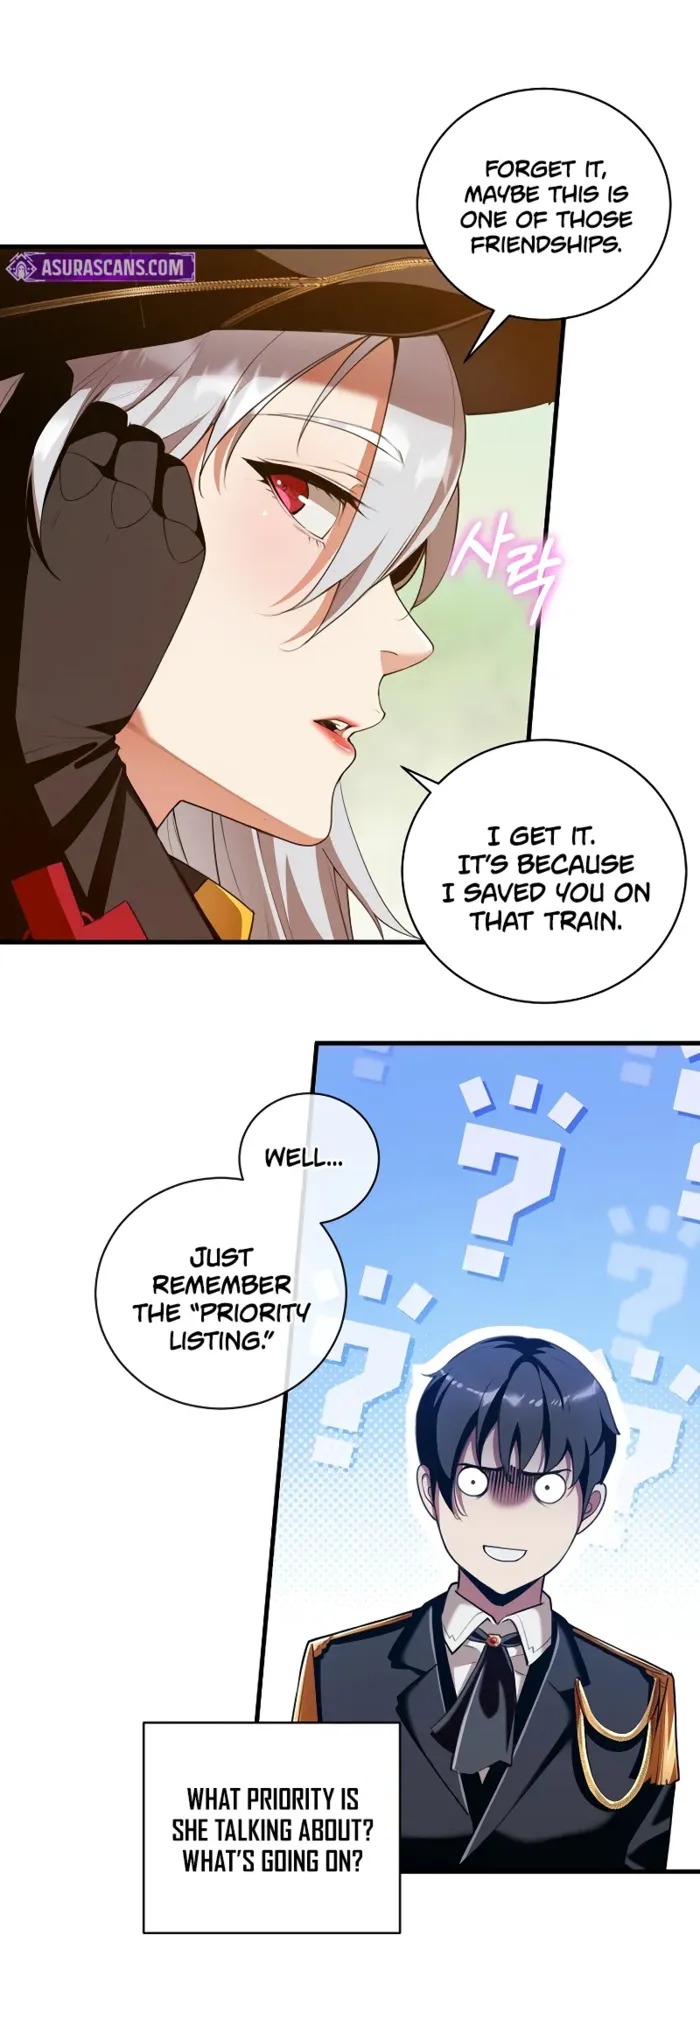 FORGET IT,
MAYBE THIS IS
ONE OF THOSE
FRIENDSHIPS.
ASURASCANS.COM
사락
I GET IT.
IT'S BECAUSE
I SAVED YOU ON
THAT TRAIN.
WELL...
JUST
REMEMBER
THE "PRIORITY
LISTING."
? ? ? ?
WHAT PRIORITY IS
SHE TALKING ABOUT?
WHAT'S GOING ON?